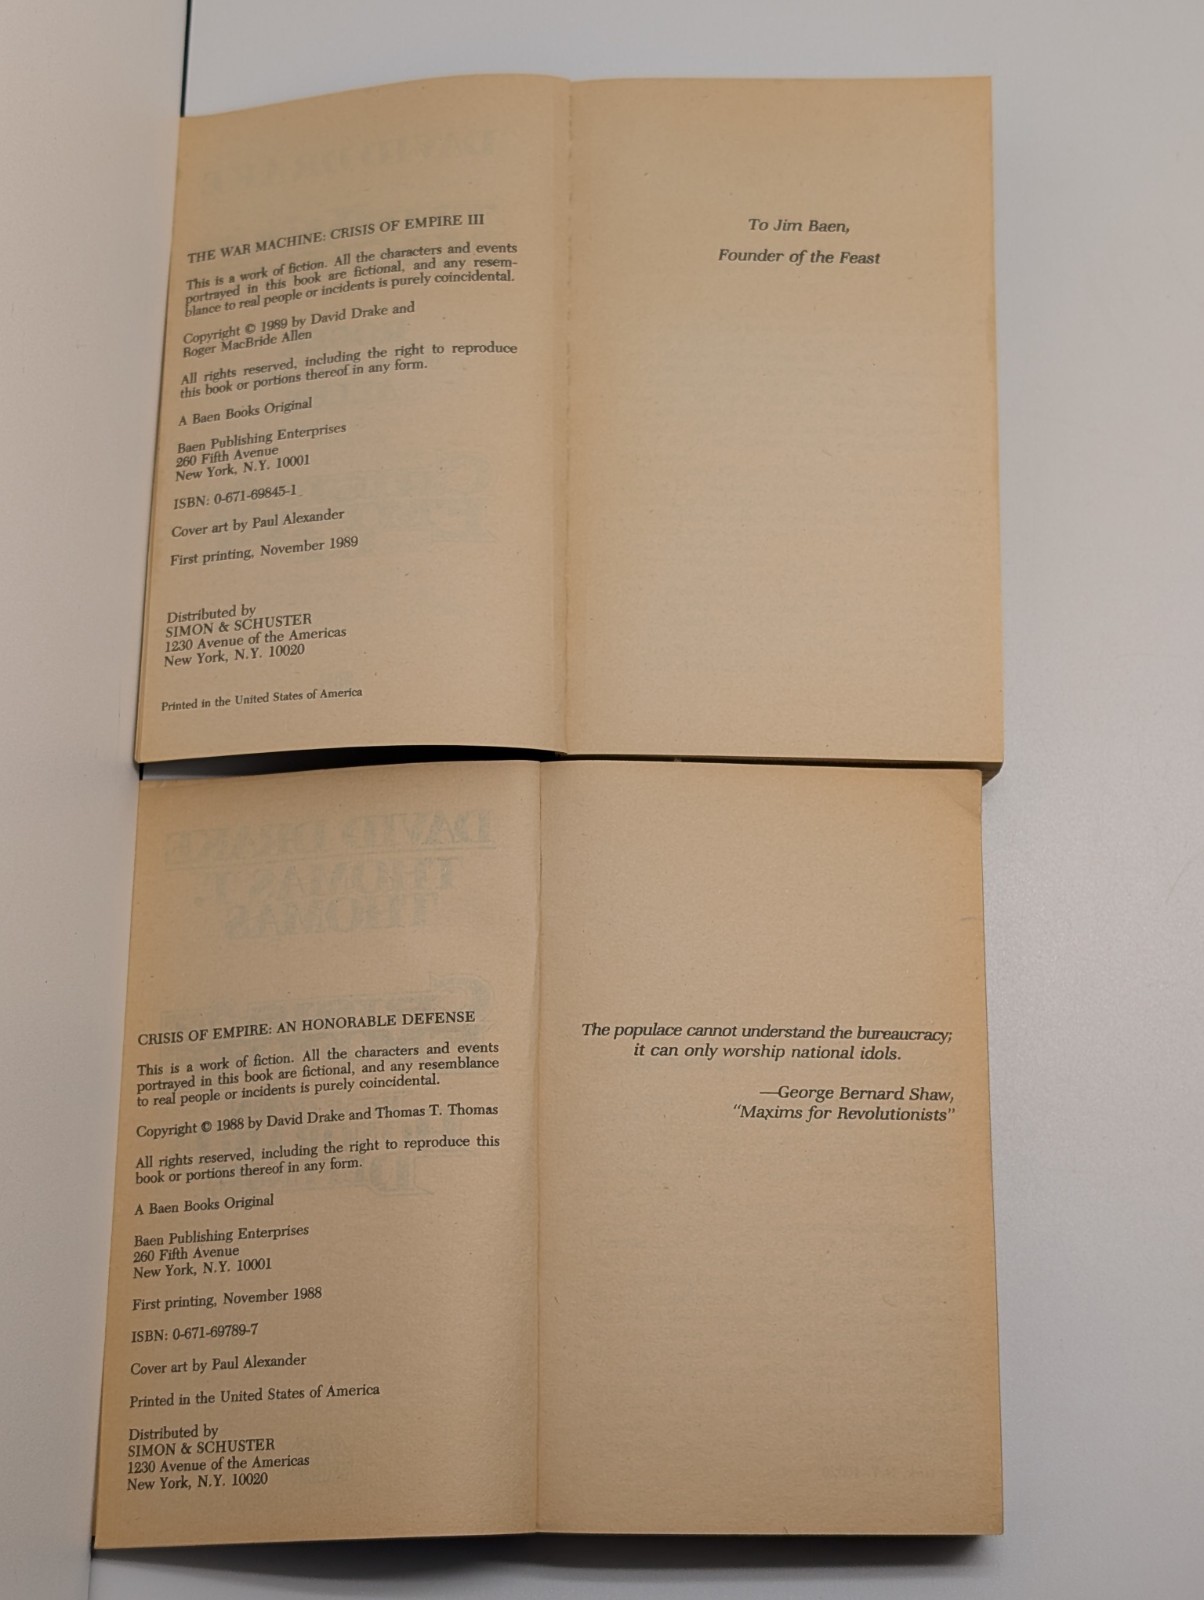 THE WAR MACHINE: CRISIS OF EMPIRE III
This is a work of fiction. All the characters and events
portrayed in this book are fictional, and any resem-
blance to real people or incidents is purely coincidental.
Copyright © 1989 by David Drake and
Roger MacBride Allen
All rights reserved, including the right to reproduce
this book or portions thereof in any form.
A Baen Books Original
Baen Publishing Enterprises
260 Fifth Avenue
New York, N.Y. 10001
ISBN: 0-671-69845-1
Cover art by Paul Alexander
First printing, November 1989
Distributed by
SIMON & SCHUSTER
1230 Avenue of the Americas
New York, N.Y. 10020
Printed in the United States of America
To Jim Baen,
Founder of the Feast
DAVID DRAKE
THOMAS T.
THOMAS
CRISIS OF EMPIRE: AN HONORABLE DEFENSE
This is a work of fiction. All the characters and events
portrayed in this book are fictional, and any resemblance
to real people or incidents is purely coincidental.
Copyright © 1988 by David Drake and Thomas T. Thomas
All rights reserved, including the right to reproduce this
book or portions thereof in any form.
A Baen Books Original
Baen Publishing Enterprises
260 Fifth Avenue
New York, N.Y. 10001
First printing, November 1988
ISBN: 0-671-69789-7
Cover art by Paul Alexander
Printed in the United States of America
Distributed by
SIMON & SCHUSTER
1230 Avenue of the Americas
New York, N.Y. 10020
The populace cannot understand the bureaucracy;
it can only worship national idols.
—George Bernard Shaw,
"Maxims for Revolutionists"